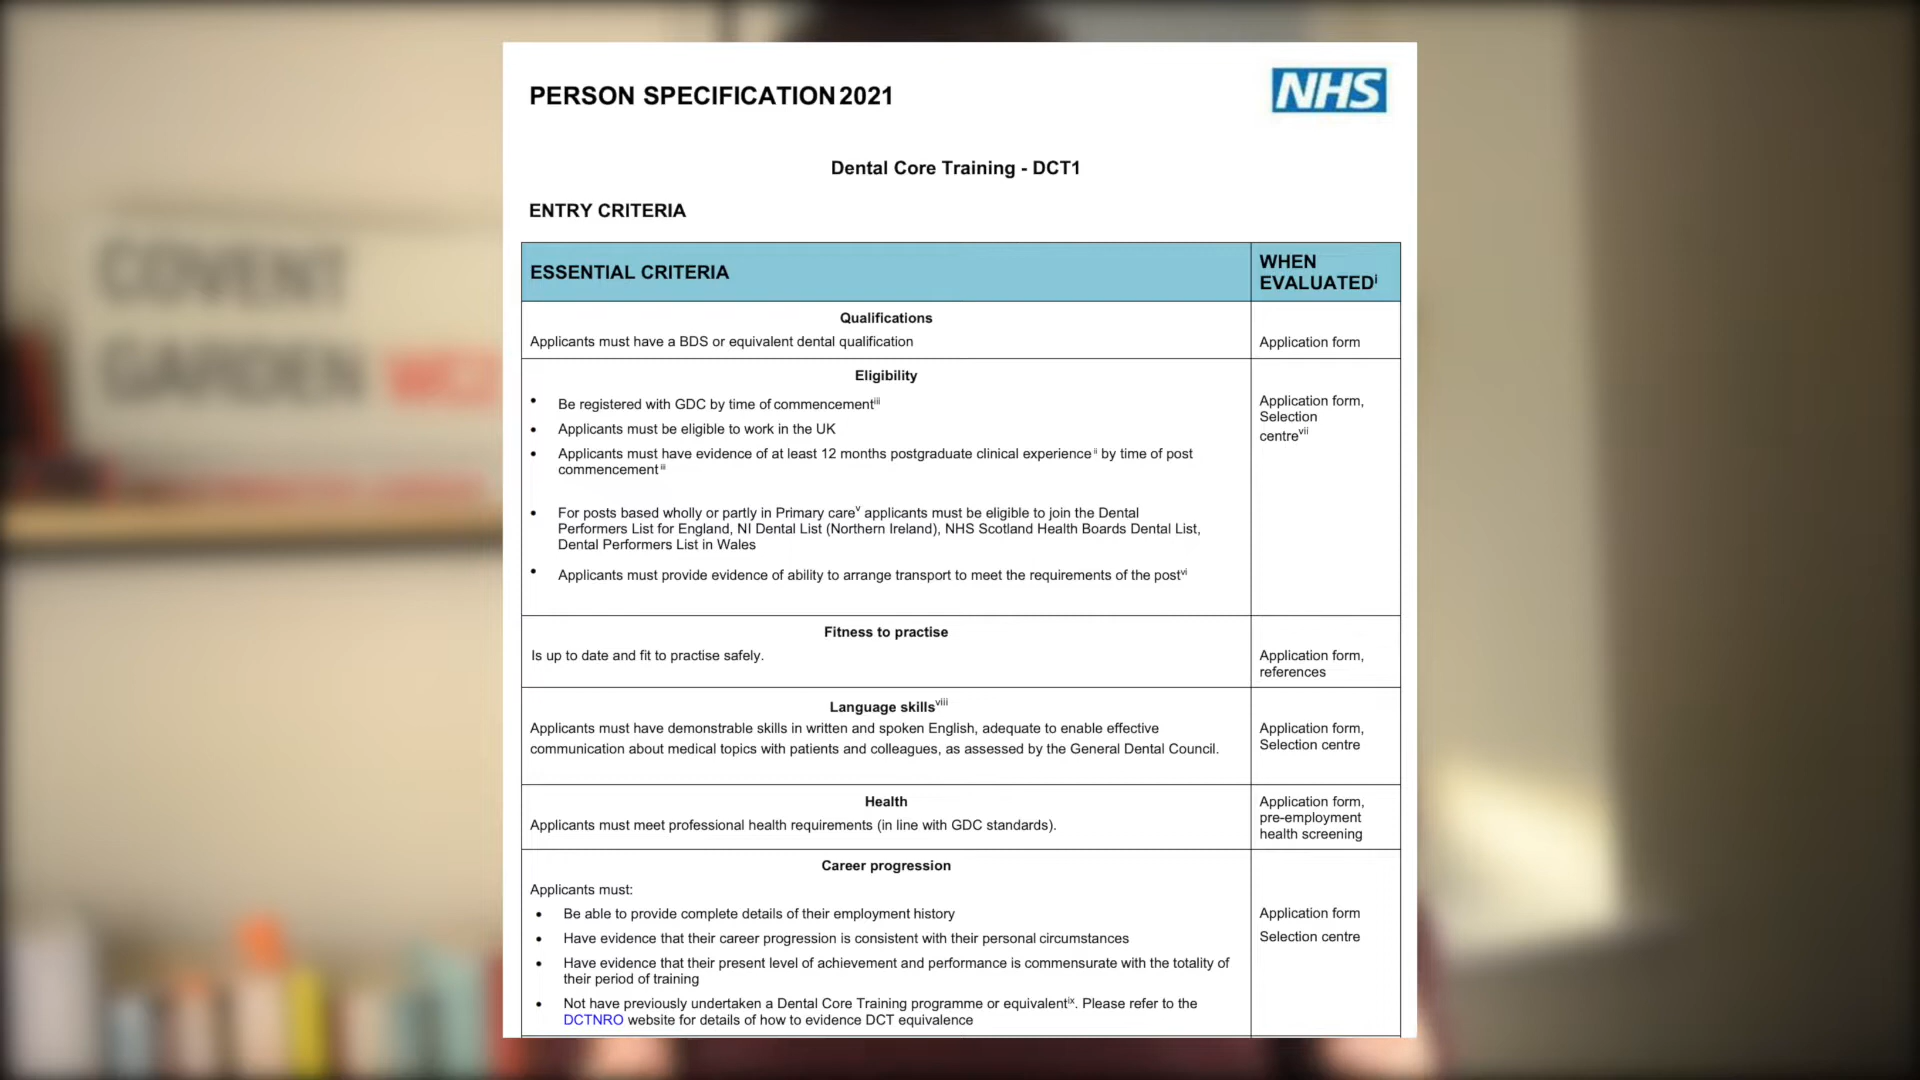 COVENT
GARDEN WC2
PERSON SPECIFICATION 2021
NHS
Dental Core Training - DCT1
ENTRY CRITERIA
ESSENTIAL CRITERIA
WHEN
EVALUATEDⁱ
Qualifications
Applicants must have a BDS or equivalent dental qualification
Application form
Eligibility
• Be registered with GDC by time of commencementⁱⁱⁱ
• Applicants must be eligible to work in the UK
• Applicants must have evidence of at least 12 months postgraduate clinical experience ⁱⁱ by time of post
commencement ⁱⁱⁱ
• For posts based wholly or partly in Primary careᵛ applicants must be eligible to join the Dental
Performers List for England, NI Dental List (Northern Ireland), NHS Scotland Health Boards Dental List,
Dental Performers List in Wales
• Applicants must provide evidence of ability to arrange transport to meet the requirements of the postᵛⁱ
Application form,
Selection
centreᵛⁱⁱ
Fitness to practise
Is up to date and fit to practise safely.
Application form,
references
Language skillsᵛⁱⁱⁱ
Applicants must have demonstrable skills in written and spoken English, adequate to enable effective
communication about medical topics with patients and colleagues, as assessed by the General Dental Council.
Application form,
Selection centre
Health
Applicants must meet professional health requirements (in line with GDC standards).
Application form,
pre-employment
health screening
Career progression
Applicants must:
• Be able to provide complete details of their employment history
• Have evidence that their career progression is consistent with their personal circumstances
• Have evidence that their present level of achievement and performance is commensurate with the totality of
their period of training
• Not have previously undertaken a Dental Core Training programme or equivalentⁱˣ. Please refer to the
DCTNRO website for details of how to evidence DCT equivalence
Application form
Selection centre